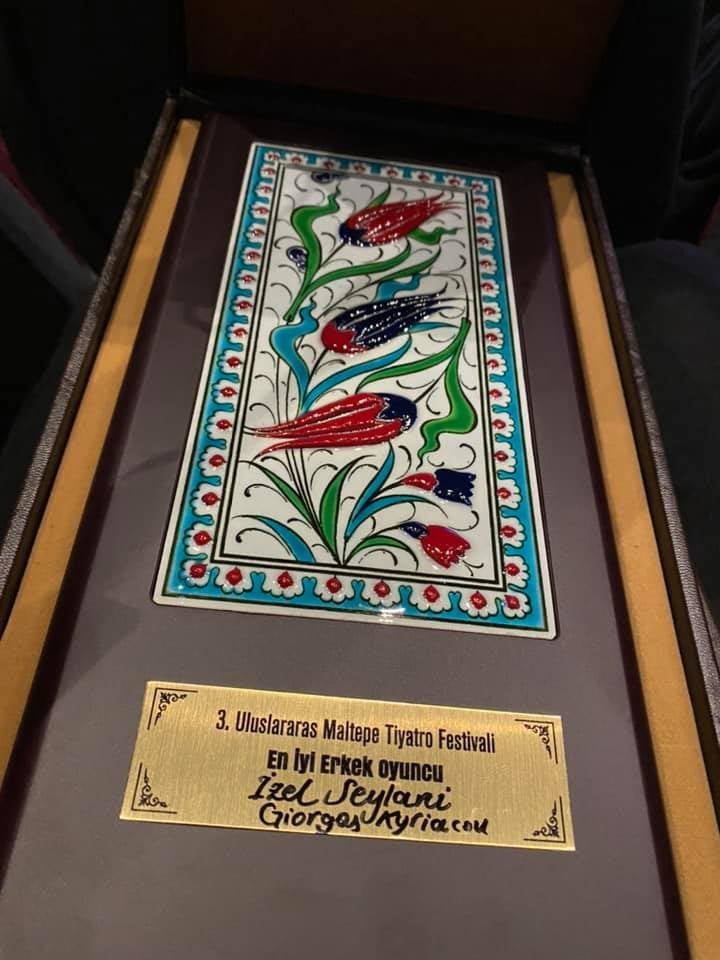 3. Uluslararas Maltepe Tiyatro Festivali
En İyi Erkek Oyuncu
İzel Seylani
Giorgos Kyriacou